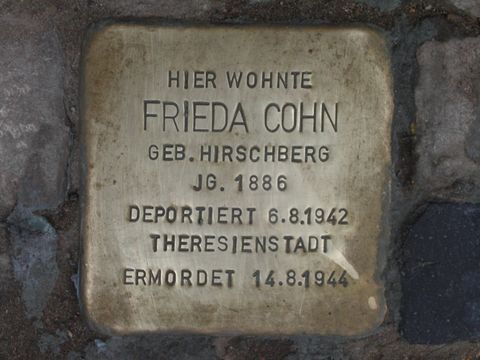 HIER WOHNTE
FRIEDA COHN
GEB. HIRSCHBERG
JG. 1886
DEPORTIERT 6.8.1942
THERESIENSTADT
ERMORDET 14.8.1944